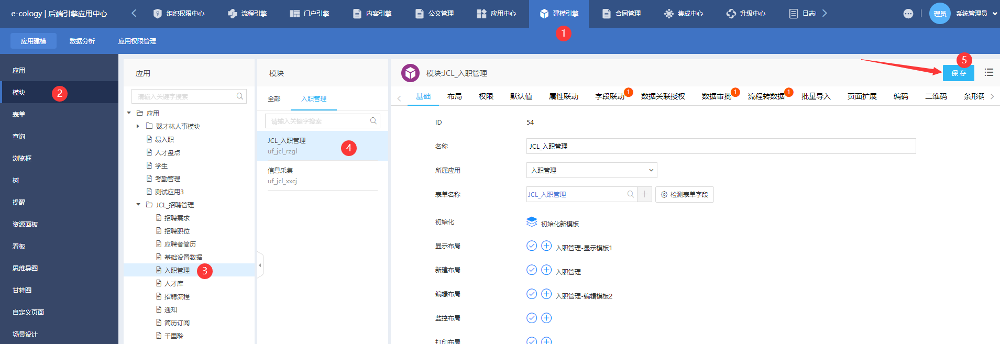 e-cology | 后端引擎应用中心
组织权限中心
流程引擎
门户引擎
内容引擎
公文管理
应用中心
建模引擎
合同管理
集成中心
升级中心
日志
理员
系统管理员
1
应用建模
数据分析
应用权限管理
应用
模块
2
表单
查询
浏览框
树
提醒
资源面板
看板
思维导图
甘特图
自定义页面
场景设计
应用
请输入关键字搜索
应用
聚才林人事模块
易入职
人才盘点
学生
考勤管理
测试应用3
JCL_招聘管理
招聘需求
招聘职位
应聘者简历
基础设置数据
入职管理
3
人才库
招聘流程
通知
简历订阅
千里聆
模块
全部
入职管理
请输入关键字搜索
JCL_入职管理
uf_jcl_rzgl
4
信息采集
uf_jcl_xxcj
模块:JCL_入职管理
5
保存
基础
布局
权限
默认值
属性联动
字段联动
1
数据关联授权
数据审批
1
流程转数据
1
批量导入
页面扩展
编码
二维码
条形码
ID
54
名称
JCL_入职管理
所属应用
入职管理
表单名称
JCL_入职管理
检测表单字段
初始化
初始化新模板
显示布局
入职管理-显示模板1
新建布局
入职管理
编辑布局
入职管理-编辑模板2
监控布局
打印布局